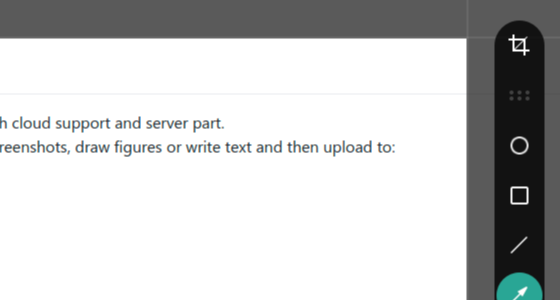 h cloud support and server part.
reenshots, draw figures or write text and then upload to: